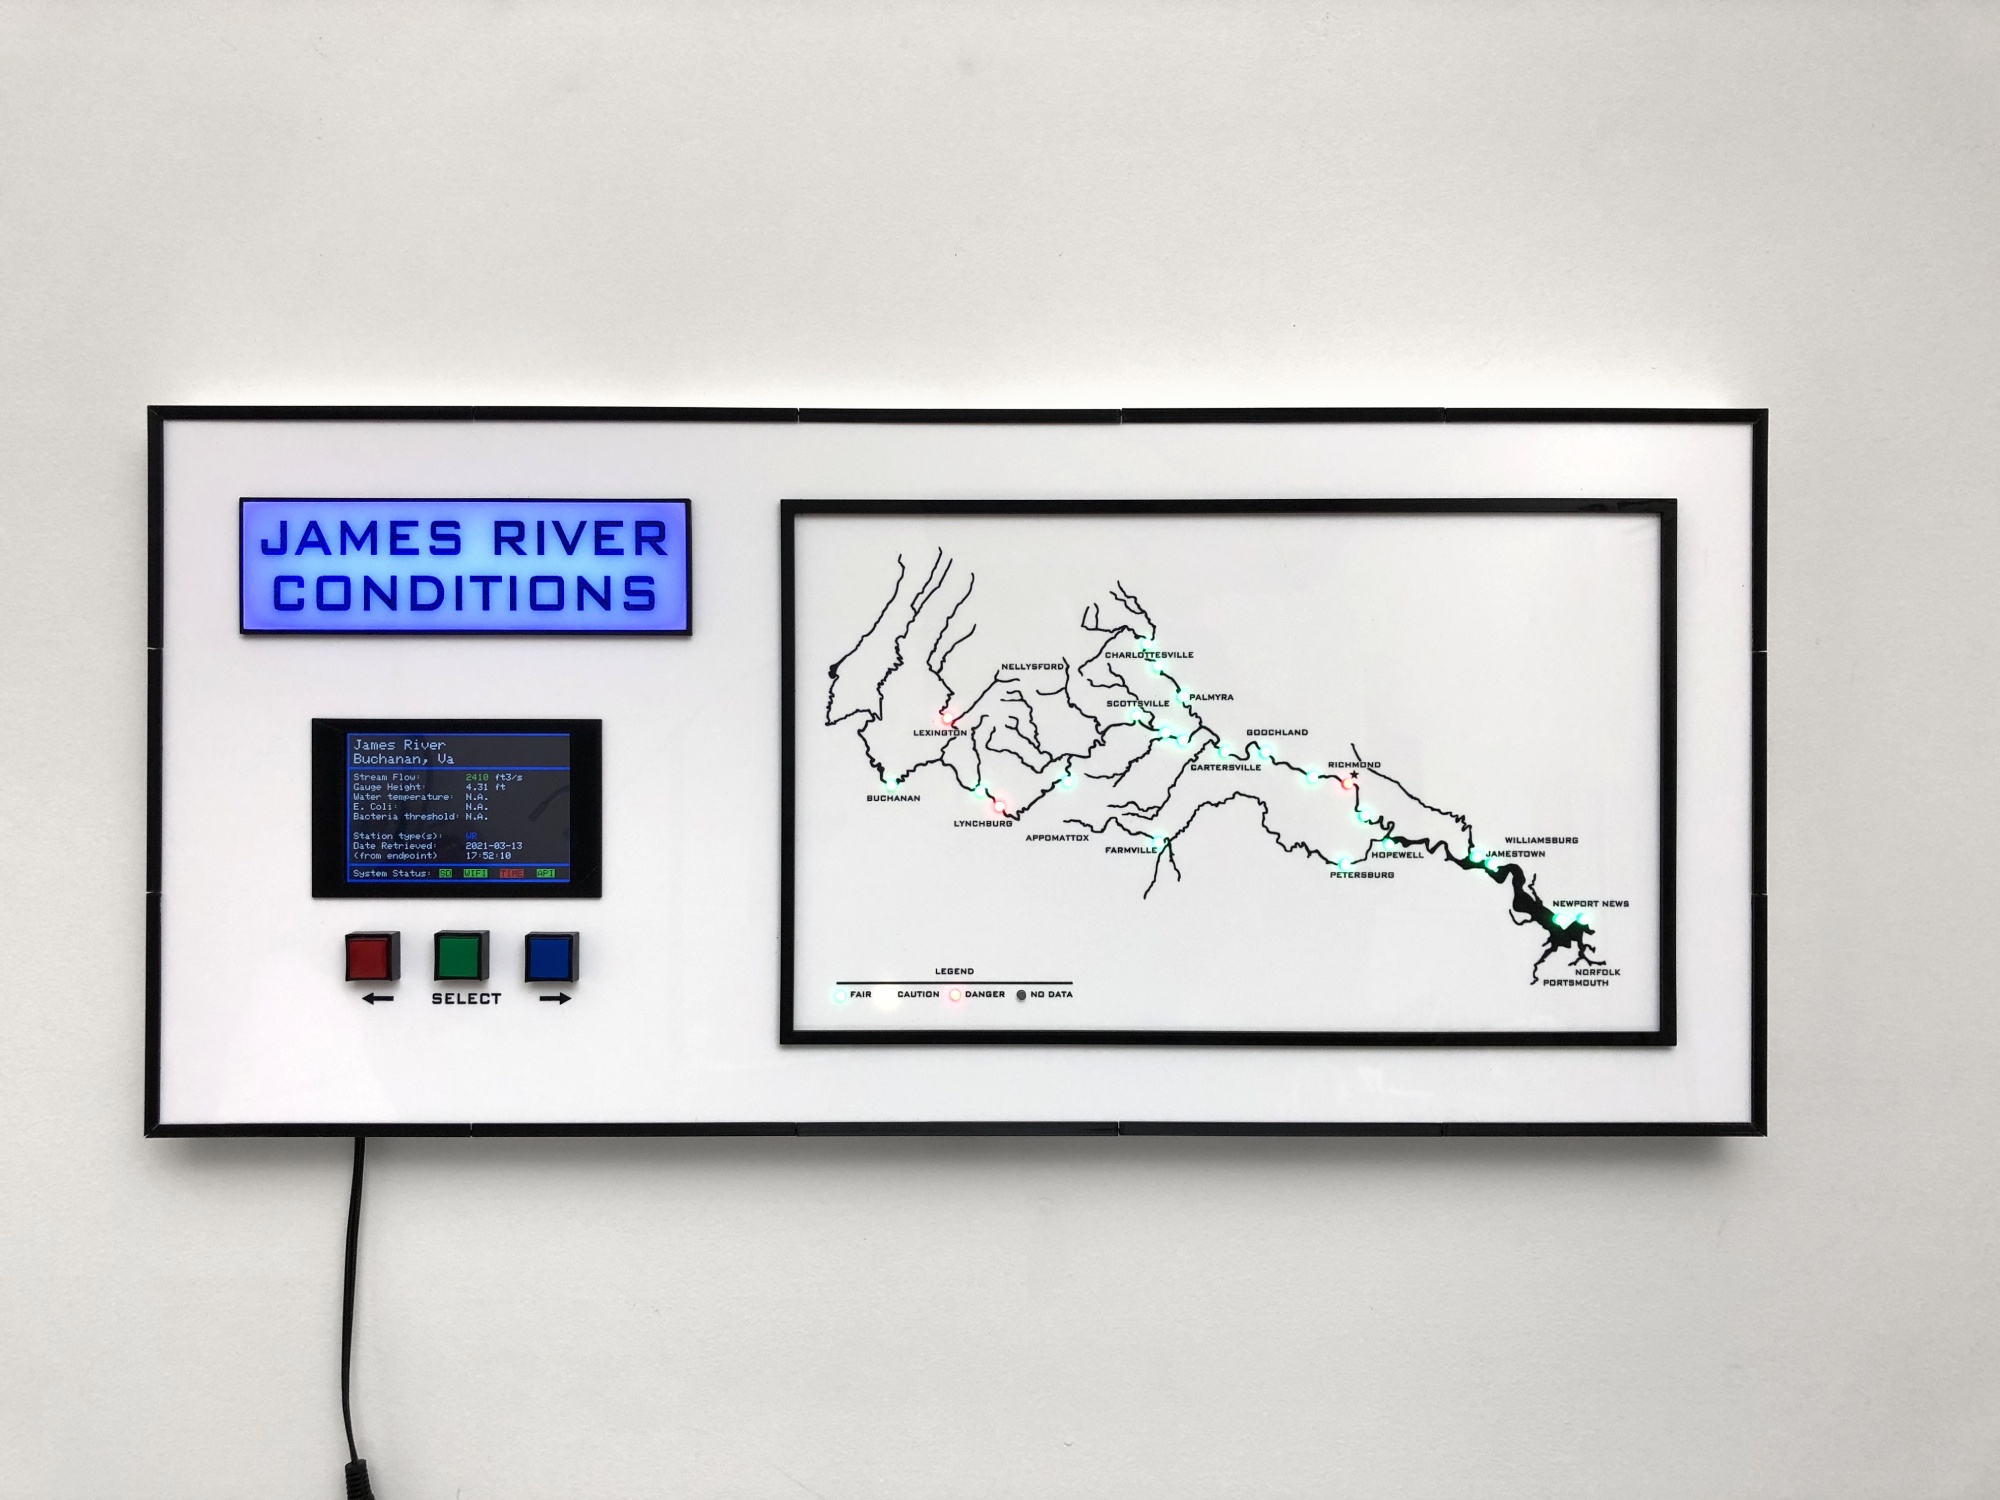 JAMES RIVER
CONDITIONS
James River
Buchanan, Va
Stream Flow: 2410 ft3/s
Gauge Height: 4.31 ft
Water temperature: N.A.
E. Coli: N.A.
Bacteria threshold: N.A.
Station type(s): WR
Date Retrieved: 2021-03-13
(from endpoint) 17:52:10
System Status: SD WIFI TIME API
← SELECT →
CHARLOTTESVILLE
NELLYSFORD
PALMYRA
SCOTTSVILLE
LEXINGTON
GOOCHLAND
CARTERSVILLE
RICHMOND
BUCHANAN
LYNCHBURG
APPOMATTOX
FARMVILLE
WILLIAMSBURG
HOPEWELL
JAMESTOWN
PETERSBURG
NEWPORT NEWS
NORFOLK
PORTSMOUTH
LEGEND
FAIR CAUTION DANGER NO DATA